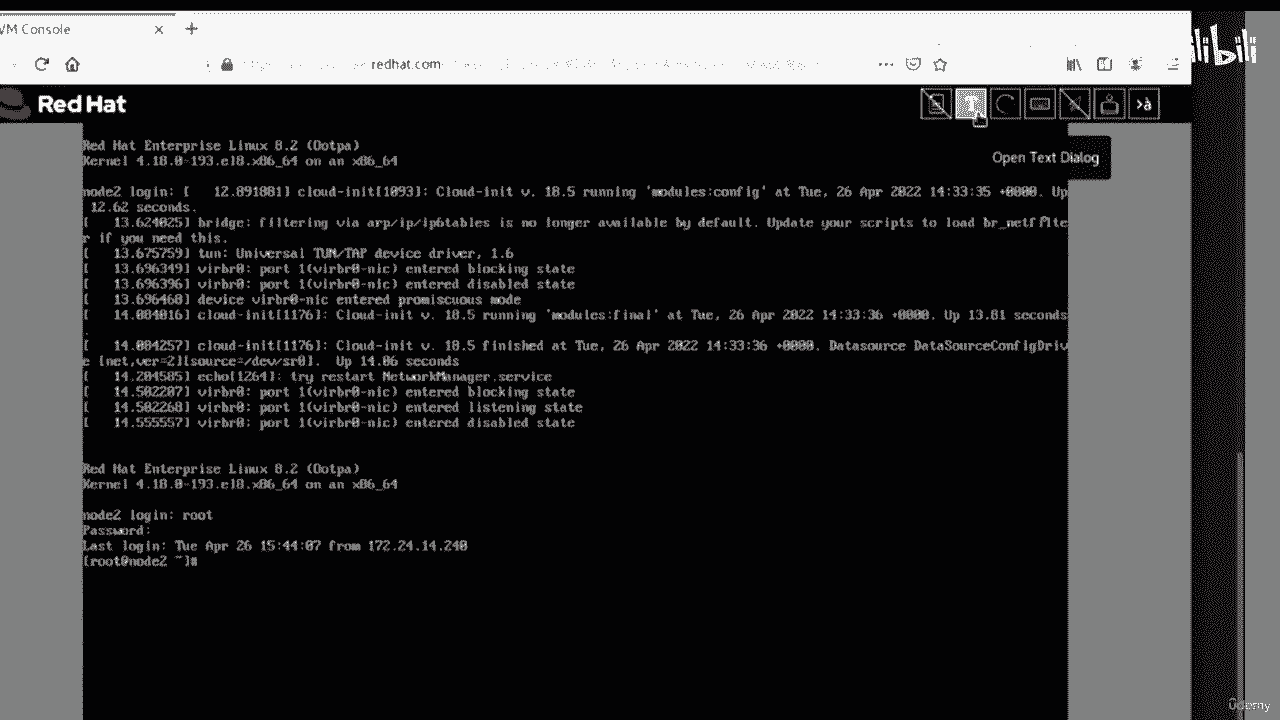 VM Console
redhat.com
Red Hat
Open Text Dialog
Red Hat Enterprise Linux 8.2 (Ootpa)
Kernel 4.18.0-193.el8.x86_64 on an x86_64
node2 login: [   12.891881] cloud-init[1093]: Cloud-init v. 18.5 running 'modules:config' at Tue, 26 Apr 2022 14:33:35 +0000. Up
12.62 seconds.
[   13.624025] bridge: filtering via arp/ip/ip6tables is no longer available by default. Update your scripts to load br_netfilte
r if you need this.
[   13.675759] tun: Universal TUN/TAP device driver, 1.6
[   13.696349] virbr0: port 1(virbr0-nic) entered blocking state
[   13.696396] virbr0: port 1(virbr0-nic) entered disabled state
[   13.696468] device virbr0-nic entered promiscuous mode
[   14.084016] cloud-init[1176]: Cloud-init v. 18.5 running 'modules:final' at Tue, 26 Apr 2022 14:33:36 +0000. Up 13.81 seconds
.
[   14.084257] cloud-init[1176]: Cloud-init v. 18.5 finished at Tue, 26 Apr 2022 14:33:36 +0000. Datasource DataSourceConfigDriv
e [net,ver=2][source=/dev/sr0].  Up 14.06 seconds
[   14.204585] echo[1264]: try restart NetworkManager.service
[   14.502207] virbr0: port 1(virbr0-nic) entered blocking state
[   14.502268] virbr0: port 1(virbr0-nic) entered listening state
[   14.555557] virbr0: port 1(virbr0-nic) entered disabled state
Red Hat Enterprise Linux 8.2 (Ootpa)
Kernel 4.18.0-193.el8.x86_64 on an x86_64
node2 login: root
Password:
Last login: Tue Apr 26 15:44:07 from 172.24.14.240
[root@node2 ~]#
Udemy